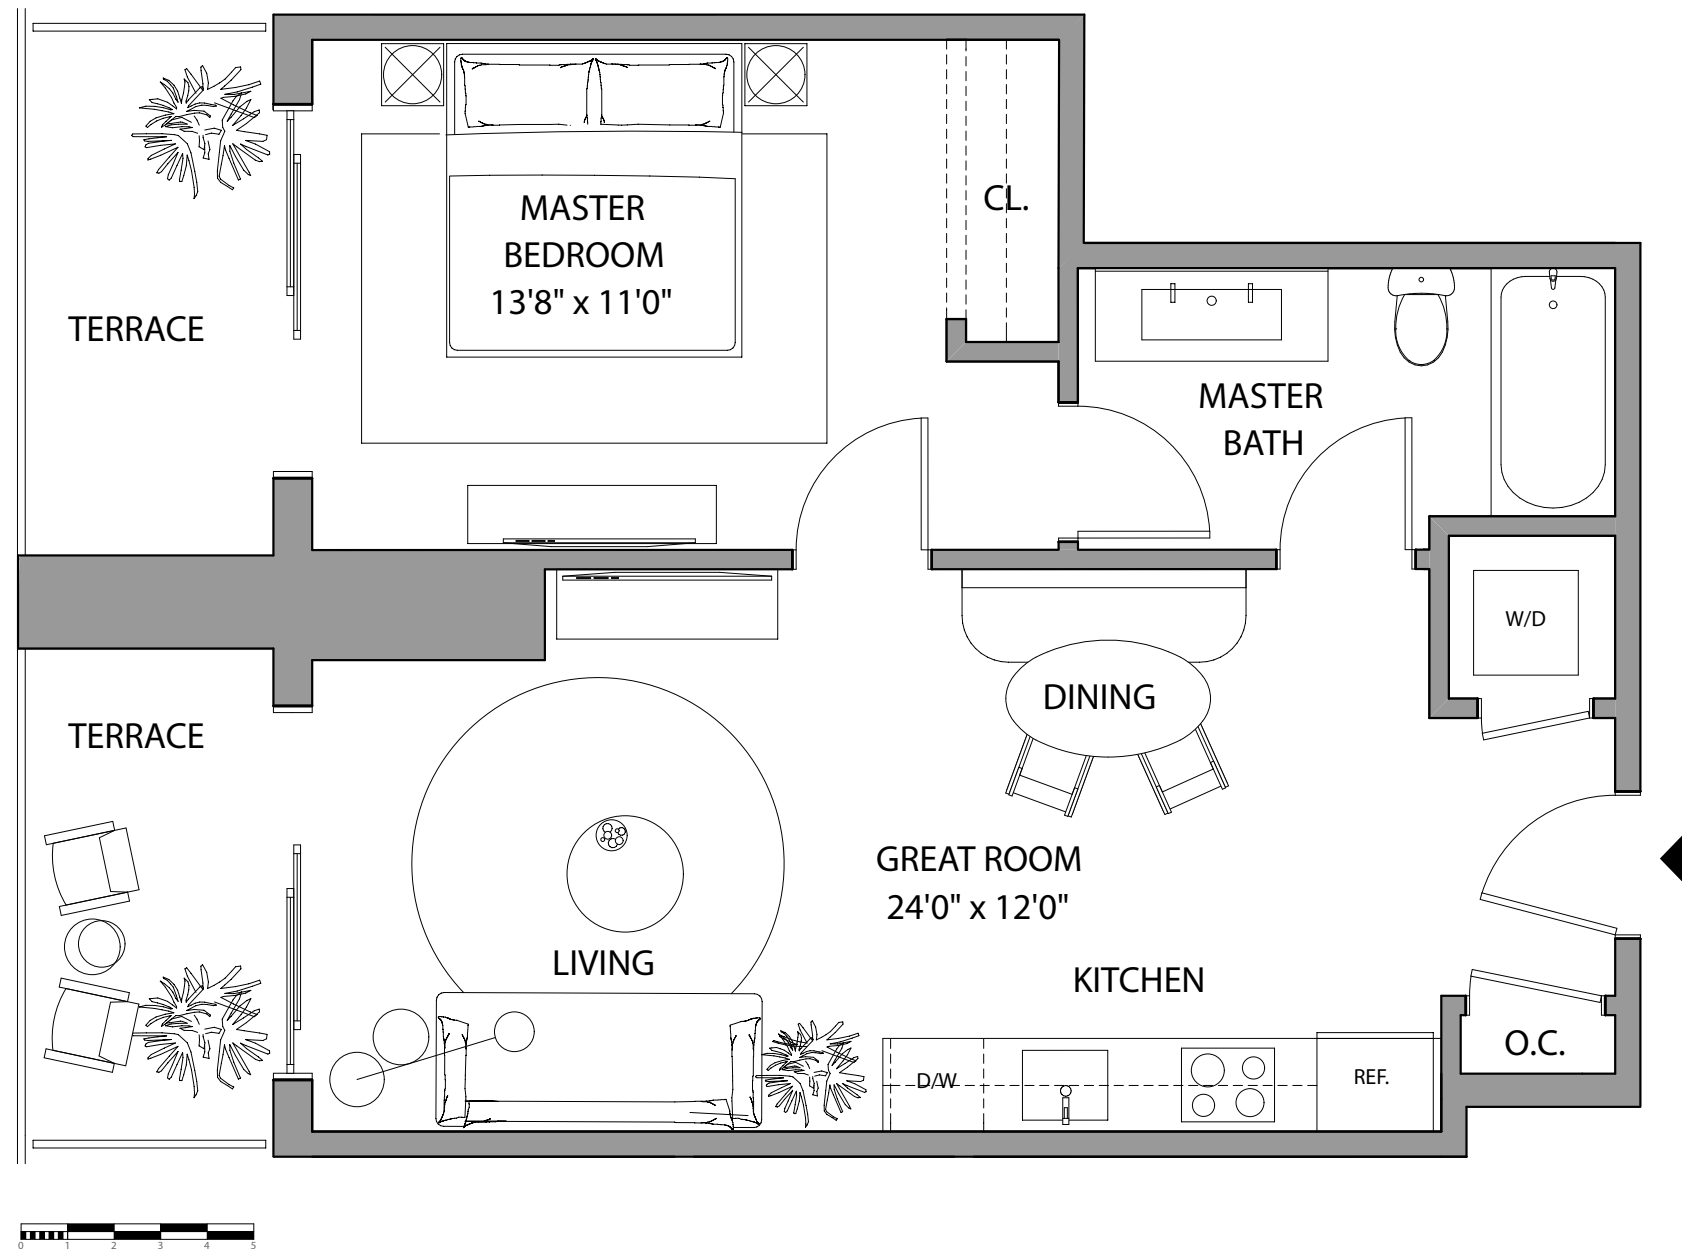 CL.
MASTER
BEDROOM
13'8" x 11'0"
TERRACE
MASTER
BATH
W/D
DINING
TERRACE
GREAT ROOM
24'0" x 12'0"
LIVING
KITCHEN
O.C.
D/W
REF.
0 1 2 3 4 5